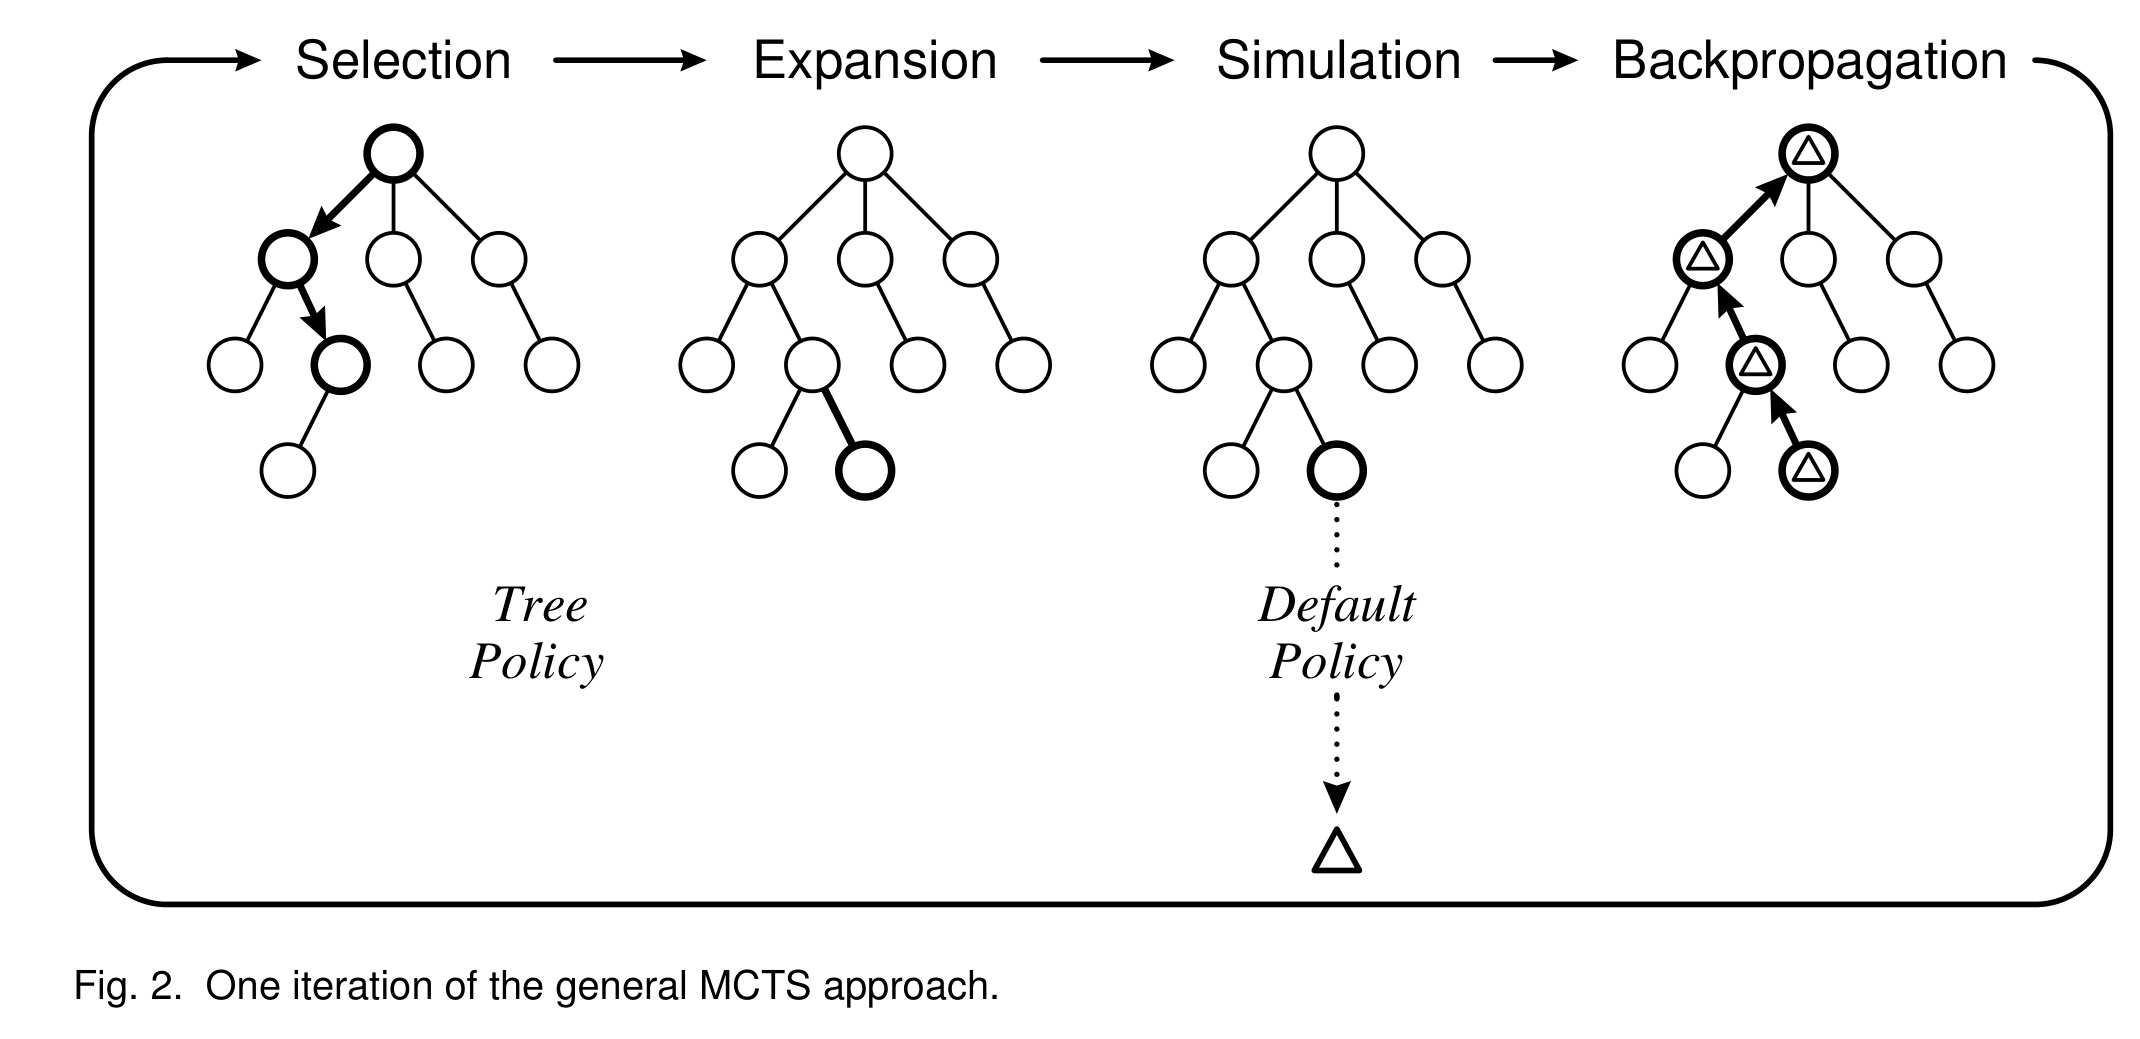 Selection Expansion Simulation Backpropagation
Tree
Policy
Default
Policy
Fig. 2. One iteration of the general MCTS approach.